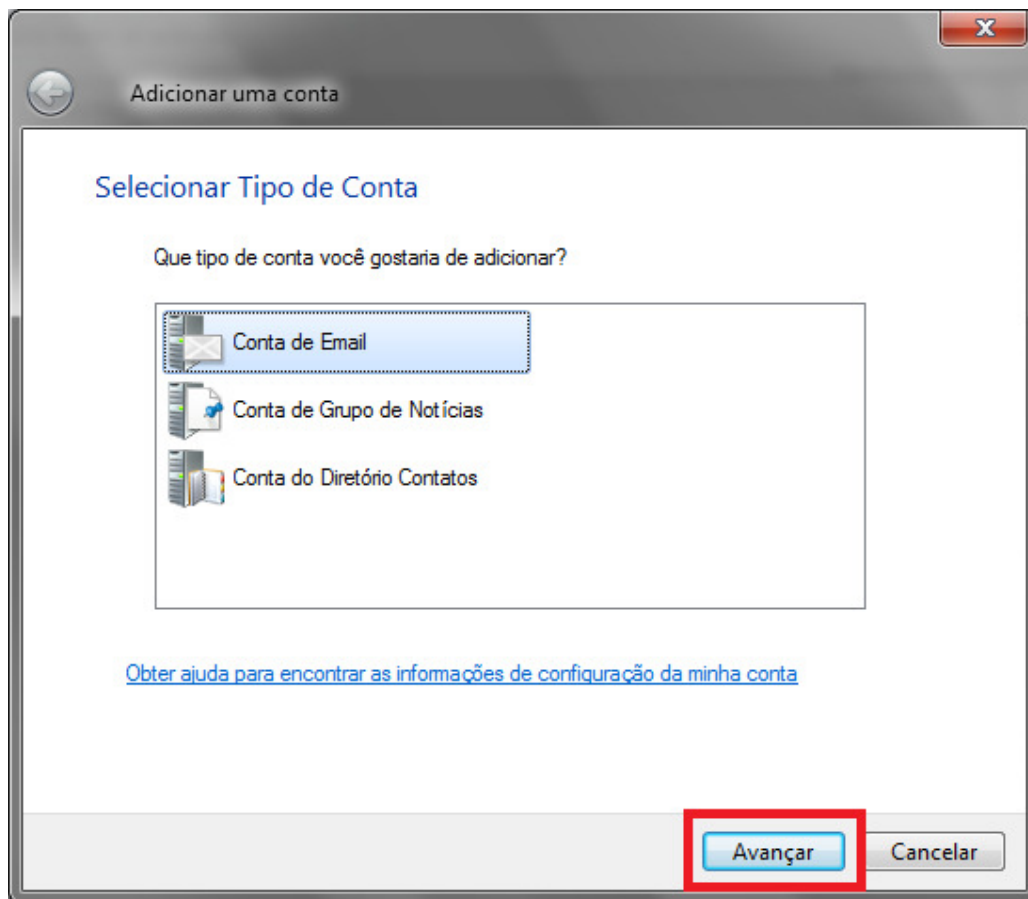 Adicionar uma conta
Selecionar Tipo de Conta
Que tipo de conta você gostaria de adicionar?
Conta de Email
Conta de Grupo de Notícias
Conta do Diretório Contatos
Obter ajuda para encontrar as informações de configuração da minha conta
Avançar Cancelar